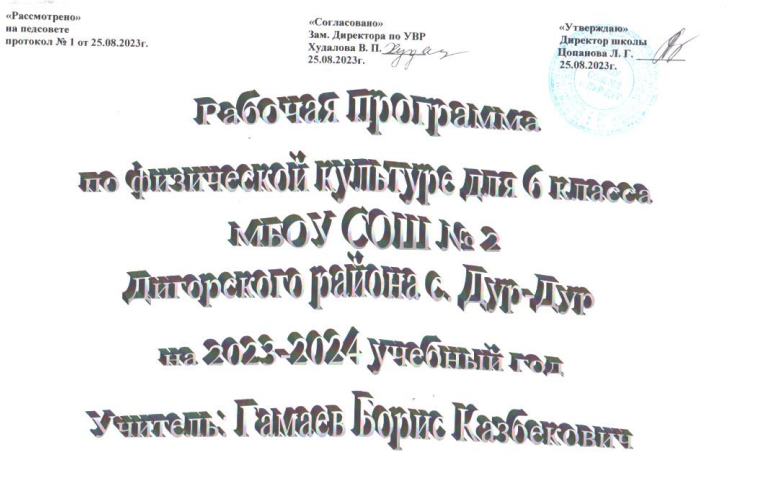 «Рассмотрено»
на педсовете
протокол № 1 от 25.08.2023г.
«Согласовано»
Зам. Директора по УВР
Худалова В. П.
25.08.2023г.
«Утверждаю»
Директор школы
Цопанова Л. Г.
25.08.2023г.
Рабочая программа
по физической культуре для 6 класса
МБОУ СОШ № 2
Дигорского района с. Дур-Дур
на 2023-2024 учебный год
Учитель: Гамаев Борис Казбекович